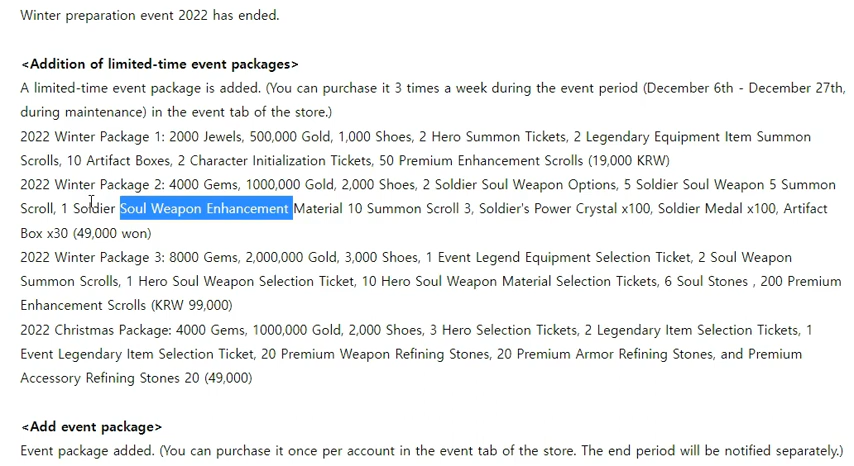 Winter preparation event 2022 has ended.
<Addition of limited-time event packages>
A limited-time event package is added. (You can purchase it 3 times a week during the event period (December 6th - December 27th,
during maintenance) in the event tab of the store.)
2022 Winter Package 1: 2000 Jewels, 500,000 Gold, 1,000 Shoes, 2 Hero Summon Tickets, 2 Legendary Equipment Item Summon
Scrolls, 10 Artifact Boxes, 2 Character Initialization Tickets, 50 Premium Enhancement Scrolls (19,000 KRW)
2022 Winter Package 2: 4000 Gems, 1000,000 Gold, 2,000 Shoes, 2 Soldier Soul Weapon Options, 5 Soldier Soul Weapon 5 Summon
Scroll, 1 Soldier Soul Weapon Enhancement Material 10 Summon Scroll 3, Soldier's Power Crystal x100, Soldier Medal x100, Artifact
Box x30 (49,000 won)
2022 Winter Package 3: 8000 Gems, 2,000,000 Gold, 3,000 Shoes, 1 Event Legend Equipment Selection Ticket, 2 Soul Weapon
Summon Scrolls, 1 Hero Soul Weapon Selection Ticket, 10 Hero Soul Weapon Material Selection Tickets, 6 Soul Stones , 200 Premium
Enhancement Scrolls (KRW 99,000)
2022 Christmas Package: 4000 Gems, 1000,000 Gold, 2,000 Shoes, 3 Hero Selection Tickets, 2 Legendary Item Selection Tickets, 1
Event Legendary Item Selection Ticket, 20 Premium Weapon Refining Stones, 20 Premium Armor Refining Stones, and Premium
Accessory Refining Stones 20 (49,000)
<Add event package>
Event package added. (You can purchase it once per account in the event tab of the store. The end period will be notified separately.)